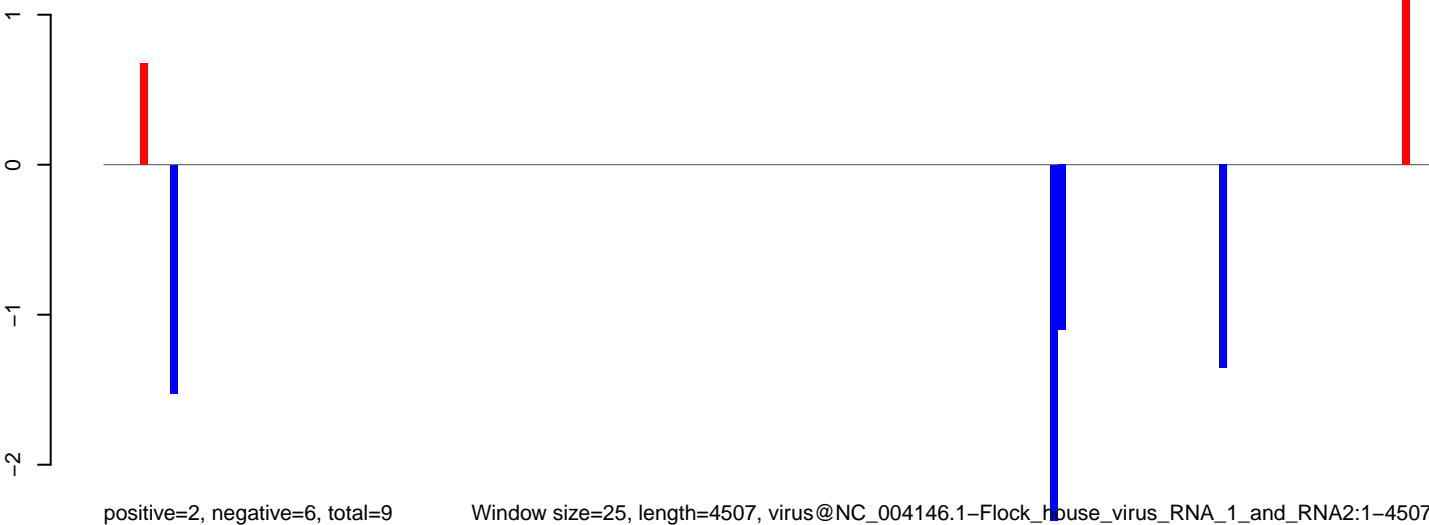 1
0
−1
−2
positive=2, negative=6, total=9 Window size=25, length=4507, virus@NC_004146.1−Flock_house_virus_RNA_1_and_RNA2:1−4507